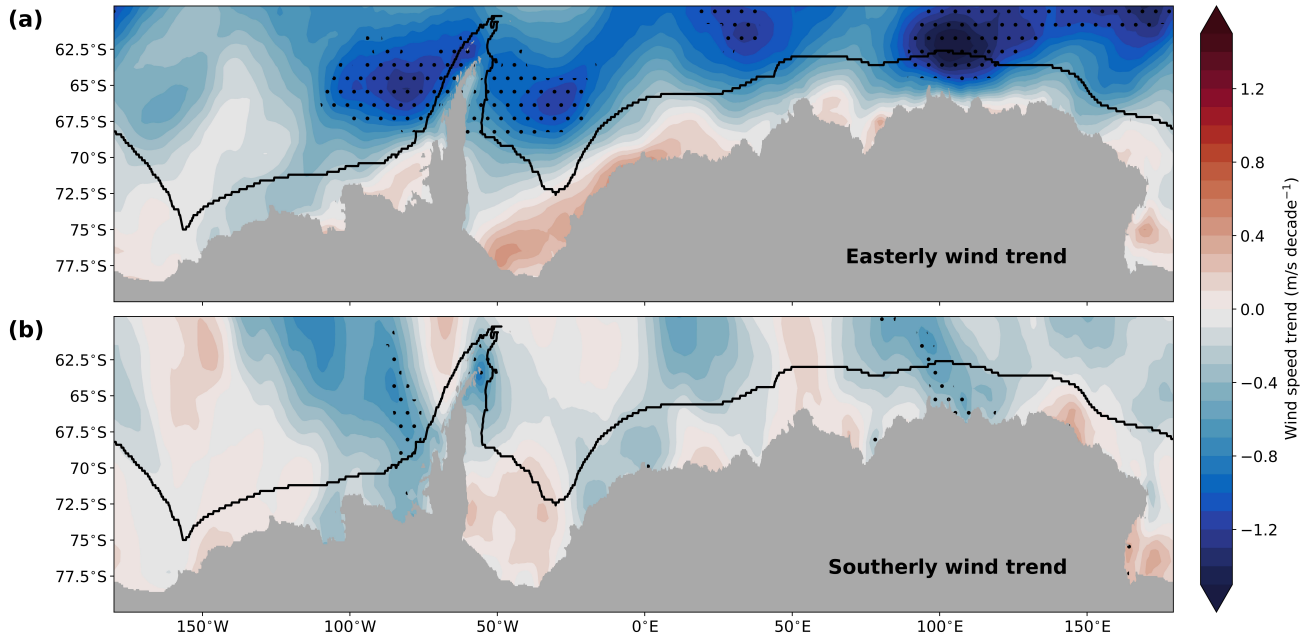 (a)
62.5°S
65°S
67.5°S
70°S
72.5°S
75°S
77.5°S
Easterly wind trend
(b)
62.5°S
65°S
67.5°S
70°S
72.5°S
75°S
77.5°S
Southerly wind trend
150°W
100°W
50°W
0°E
50°E
100°E
150°E
1.2
0.8
0.4
0.0
−0.4
−0.8
−1.2
Wind speed trend (m/s decade⁻¹)